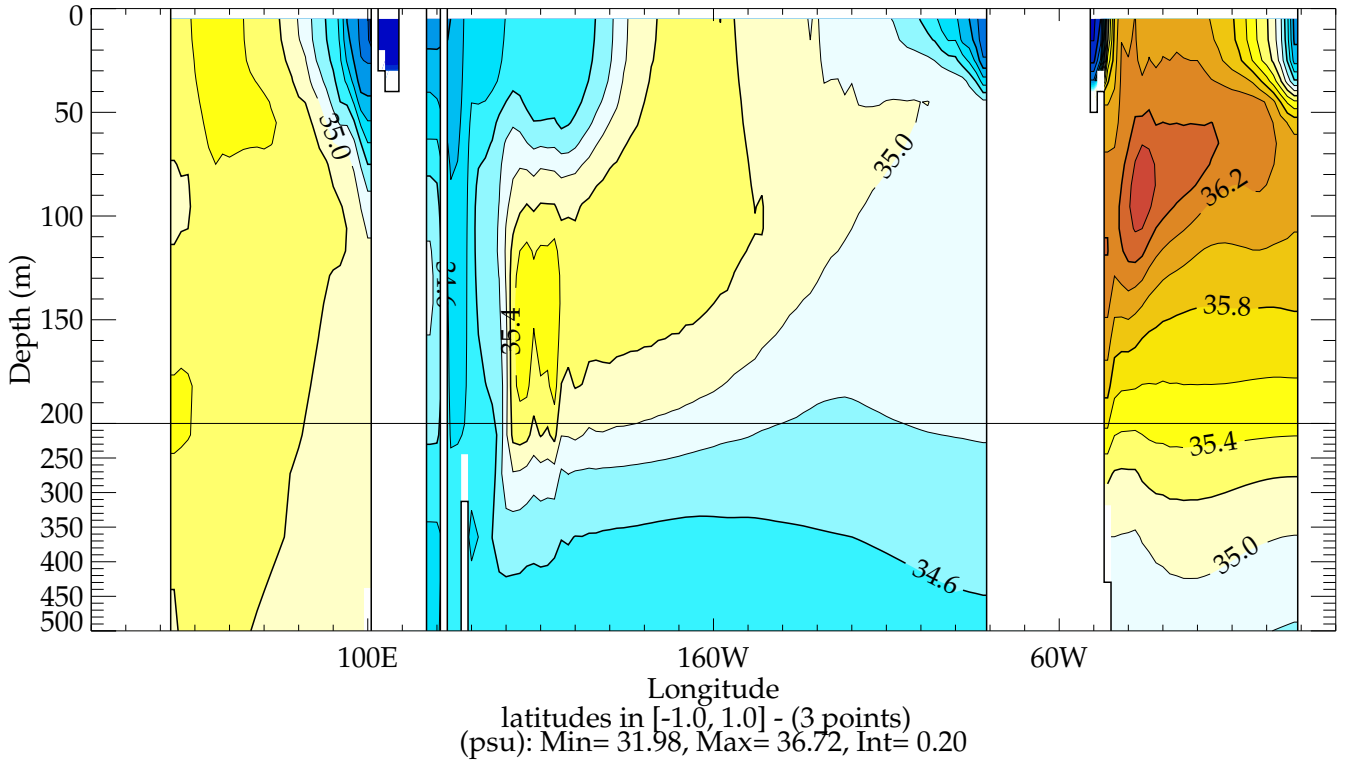 0
50
100
150
200
250
300
350
400
450
500
Depth (m)
35.0
34.6
35.4
35.0
34.6
36.2
35.8
35.4
35.0
100E
160W
60W
Longitude
latitudes in [-1.0, 1.0] - (3 points)
(psu): Min= 31.98, Max= 36.72, Int= 0.20